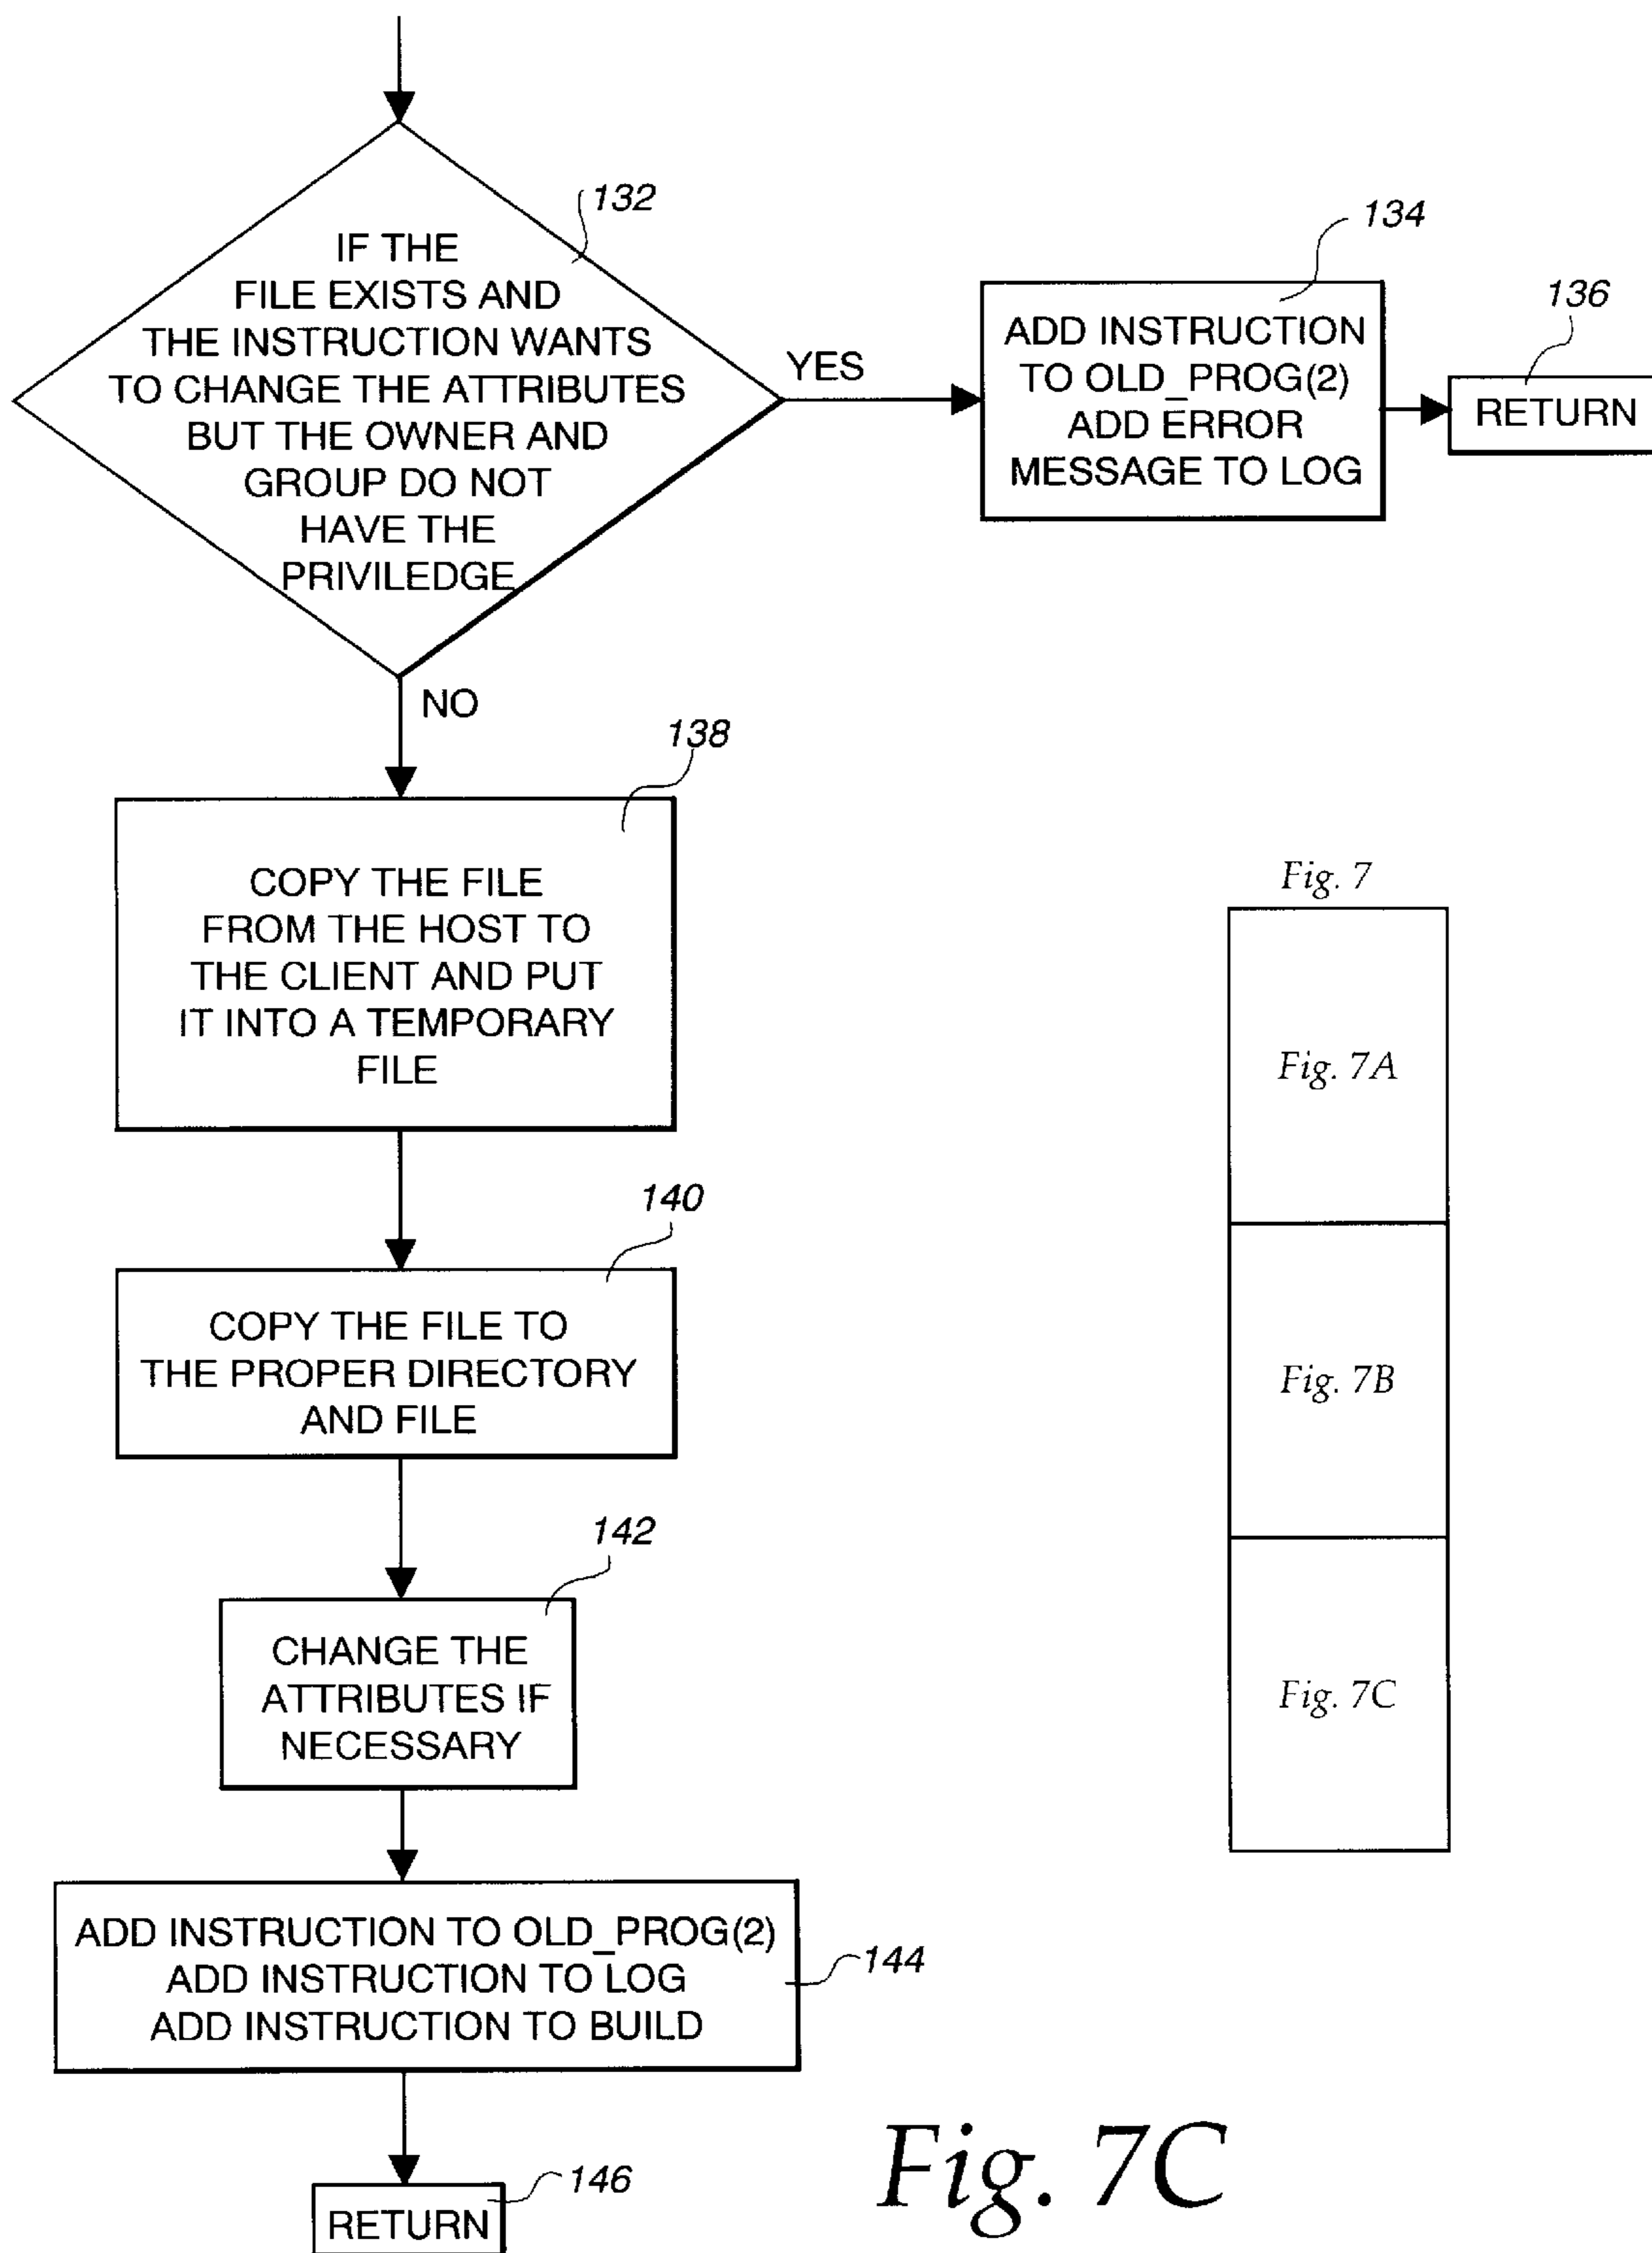 132
IF THE
FILE EXISTS AND
THE INSTRUCTION WANTS
TO CHANGE THE ATTRIBUTES
BUT THE OWNER AND
GROUP DO NOT
HAVE THE
PRIVILEDGE
YES
134
ADD INSTRUCTION
TO OLD_PROG(2)
ADD ERROR
MESSAGE TO LOG
136
RETURN
NO
138
COPY THE FILE
FROM THE HOST TO
THE CLIENT AND PUT
IT INTO A TEMPORARY
FILE
140
COPY THE FILE TO
THE PROPER DIRECTORY
AND FILE
142
CHANGE THE
ATTRIBUTES IF
NECESSARY
ADD INSTRUCTION TO OLD_PROG(2)
ADD INSTRUCTION TO LOG
ADD INSTRUCTION TO BUILD
144
146
RETURN
Fig. 7
Fig. 7A
Fig. 7B
Fig. 7C
Fig. 7C